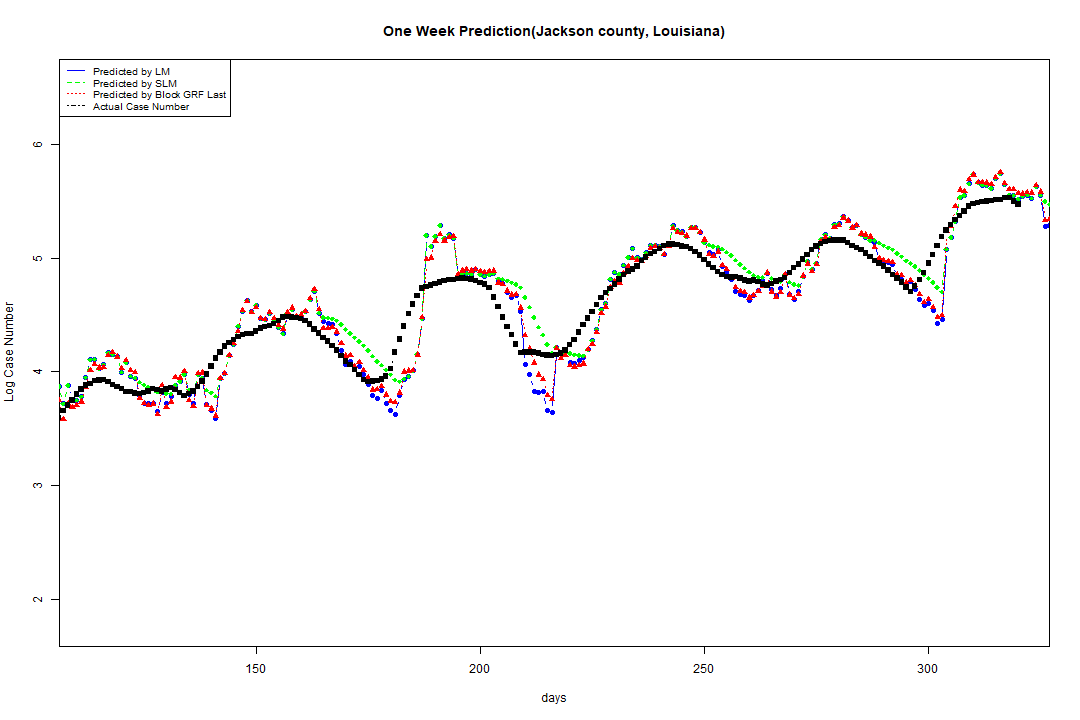 One Week Prediction(Jackson county, Louisiana)
Predicted by LM
Predicted by SLM
Predicted by Block GRF Last
Actual Case Number
6
5
4
3
2
Log Case Number
150
200
250
300
days